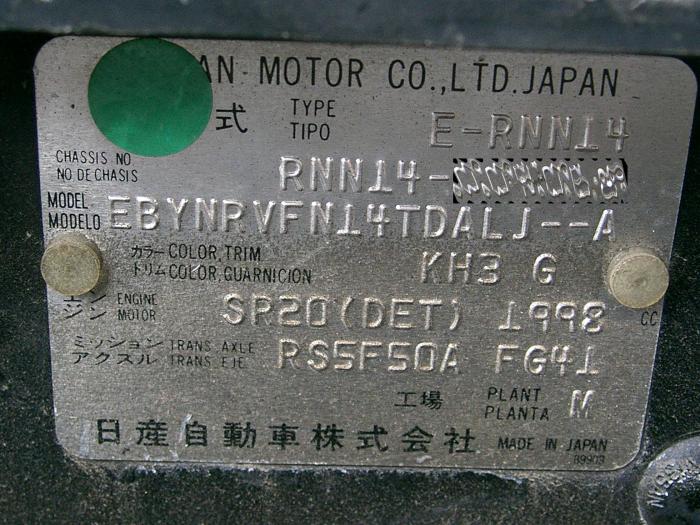 AN MOTOR CO.,LTD.JAPAN
式 TYPE TIPO E-RNN14
CHASSIS NO
NO DE CHASIS RNN14-
MODEL
MODELO EBYNRVFN14TDALJ--A
カラー COLOR,TRIM
トリム COLOR,GUARNICION KH3 G
エン ENGINE
ジン MOTOR SR20(DET) 1998 CC
ミッション TRANS AXLE
アクスル TRANS EJE RS5F50A FG41
工場 PLANT
PLANTA M
日産自動車株式会社 MADE IN JAPAN